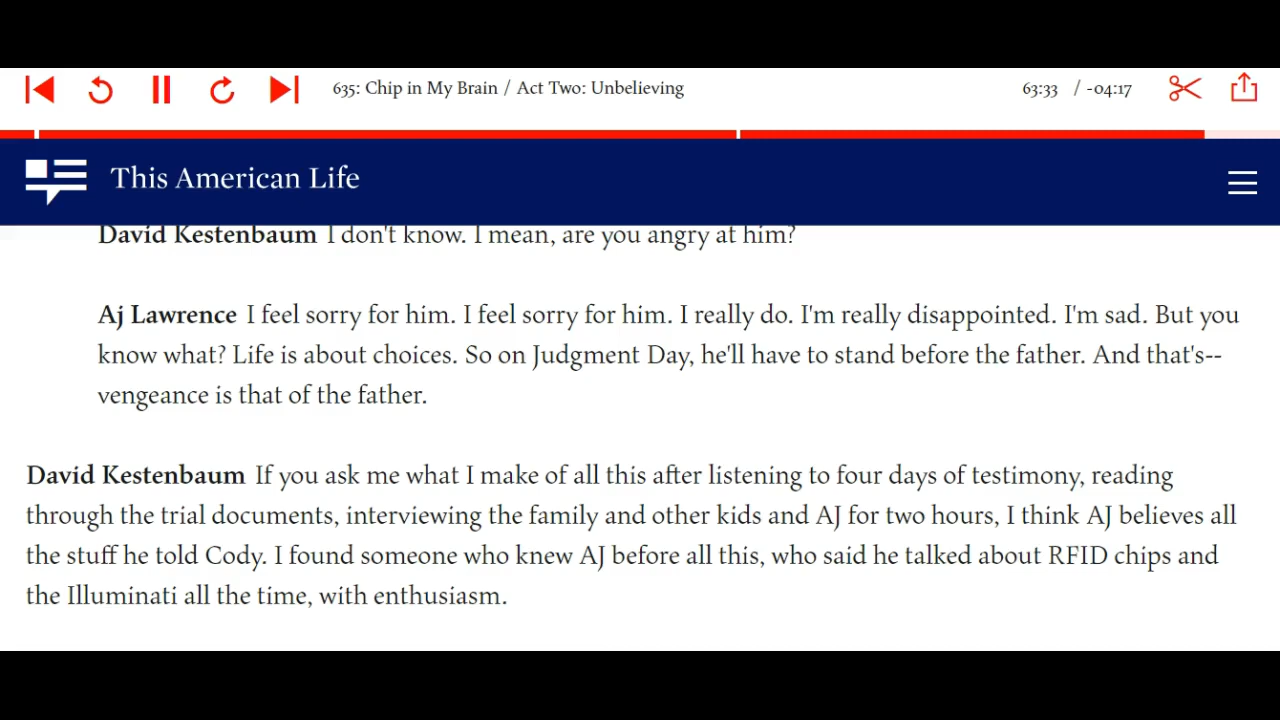 635: Chip in My Brain / Act Two: Unbelieving
63:33 / -04:17
This American Life
David Kestenbaum I don't know. I mean, are you angry at him?
Aj Lawrence I feel sorry for him. I feel sorry for him. I really do. I'm really disappointed. I'm sad. But you
know what? Life is about choices. So on Judgment Day, he'll have to stand before the father. And that's--
vengeance is that of the father.
David Kestenbaum If you ask me what I make of all this after listening to four days of testimony, reading
through the trial documents, interviewing the family and other kids and AJ for two hours, I think AJ believes all
the stuff he told Cody. I found someone who knew AJ before all this, who said he talked about RFID chips and
the Illuminati all the time, with enthusiasm.